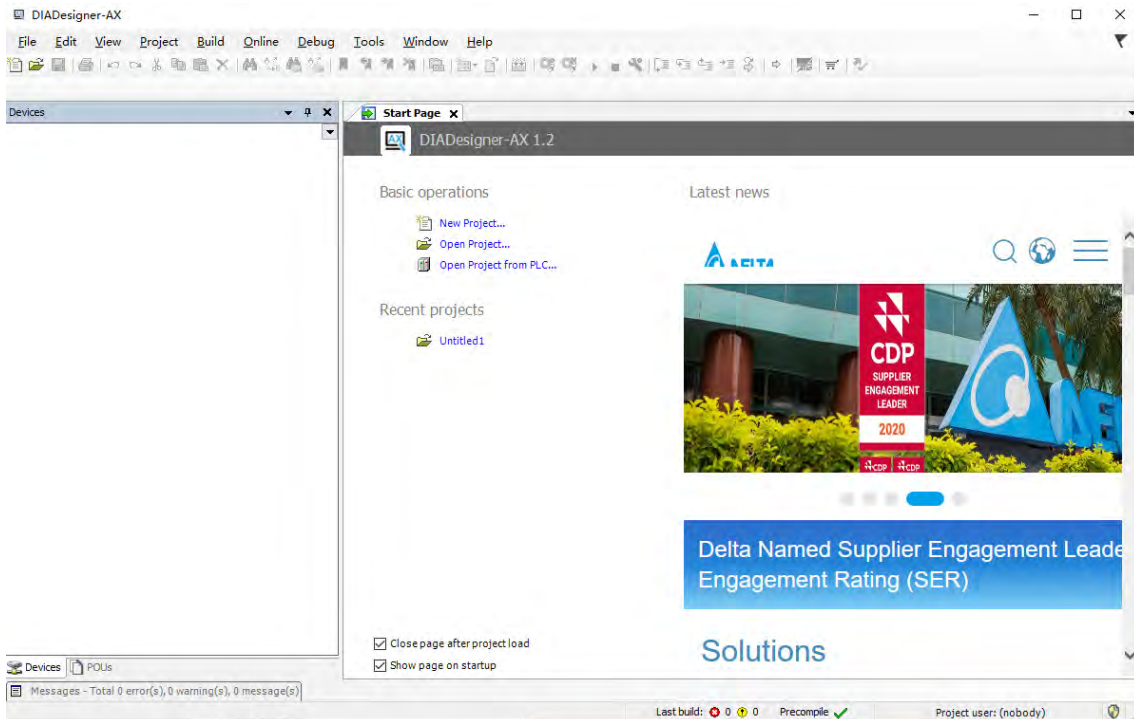 DIADesigner-AX
File Edit View Project Build Online Debug Tools Window Help
Devices
Start Page
DIADesigner-AX 1.2
Basic operations
New Project...
Open Project...
Open Project from PLC...
Recent projects
Untitled1
Close page after project load
Show page on startup
Latest news
CDP
SUPPLIER
ENGAGEMENT
LEADER
2020
CDP CDP
Delta Named Supplier Engagement Leade
Engagement Rating (SER)
Solutions
Devices POUs
Messages - Total 0 error(s), 0 warning(s), 0 message(s)
Last build: 0 0 Precompile Project user: (nobody)